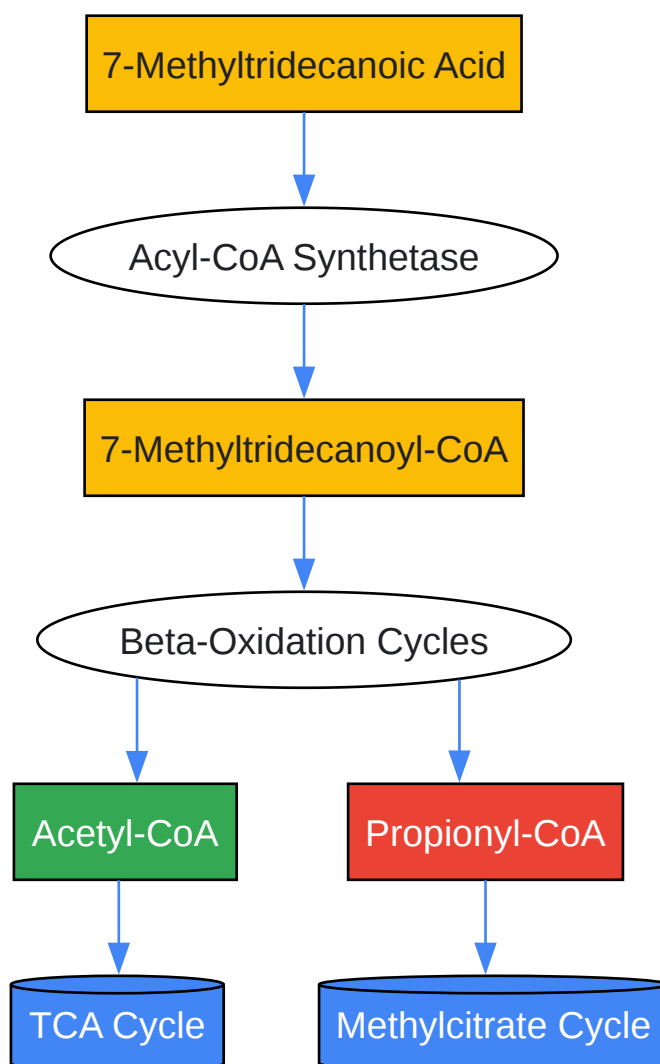 7-Methyltridecanoic Acid
Acyl-CoA Synthetase
7-Methyltridecanoyl-CoA
Beta-Oxidation Cycles
Acetyl-CoA
Propionyl-CoA
TCA Cycle
Methylcitrate Cycle